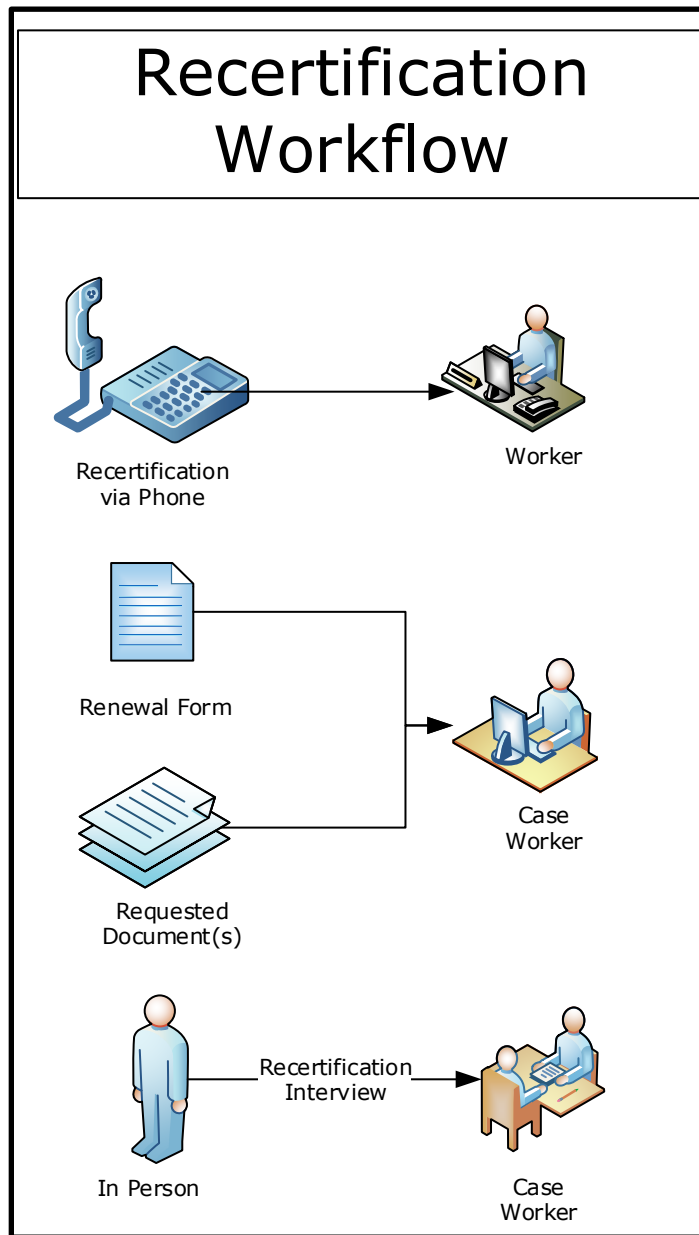 Recertification
Workflow
Recertification
via Phone
Worker
Renewal Form
Case
Worker
Requested
Document(s)
Recertification
Interview
In Person
Case
Worker